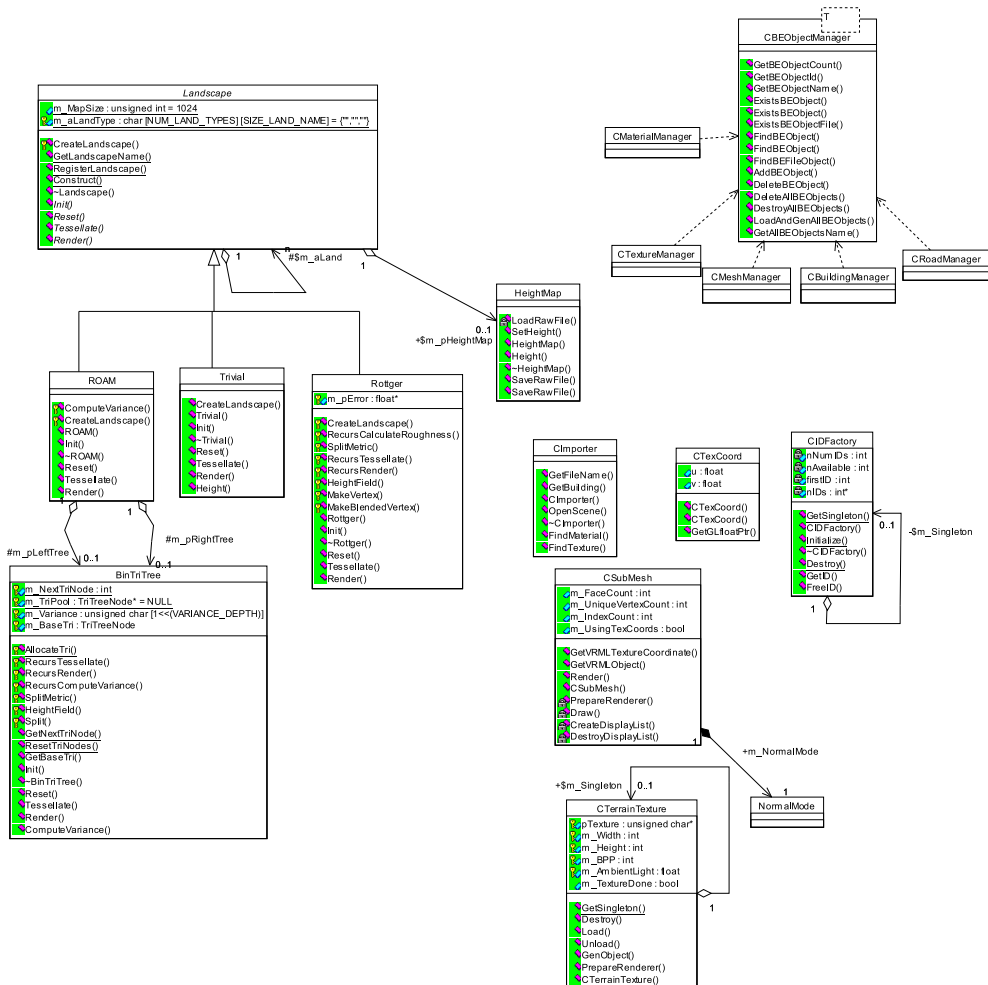 T
CBEObjectManager
GetBEObjectCount()
GetBEObjectId()
GetBEObjectName()
ExistsBEObject()
ExistsBEObject()
ExistsBEObjectFile()
FindBEObject()
FindBEObject()
FindBEFileObject()
AddBEObject()
DeleteBEObject()
DeleteAllBEObjects()
DestroyAllBEObjects()
LoadAndGenAllBEObjects()
GetAllBEObjectsName()
CMaterialManager
CTextureManager
CMeshManager
CBuildingManager
CRoadManager
Landscape
m_MapSize : unsigned int = 1024
m_aLandType : char [NUM_LAND_TYPES] [SIZE_LAND_NAME] = {"","",""}
CreateLandscape()
GetLandscapeName()
RegisterLandscape()
Construct()
~Landscape()
Init()
Reset()
Tessellate()
Render()
1
n
#$m_aLand
1
0..1
+$m_pHeightMap
HeightMap
LoadRawFile()
SetHeight()
HeightMap()
Height()
~HeightMap()
SaveRawFile()
SaveRawFile()
ROAM
ComputeVariance()
CreateLandscape()
ROAM()
Init()
~ROAM()
Reset()
Tessellate()
Render()
1
1
#m_pLeftTree
0..1
#m_pRightTree
0..1
Trivial
CreateLandscape()
Trivial()
Init()
~Trivial()
Reset()
Tessellate()
Render()
Height()
Rottger
m_pError : float*
CreateLandscape()
RecursCalculateRoughness()
SplitMetric()
RecursTessellate()
RecursRender()
HeightField()
MakeVertex()
MakeBlendedVertex()
Rottger()
Init()
~Rottger()
Reset()
Tessellate()
Render()
BinTriTree
m_NextTriNode : int
m_TriPool : TriTreeNode* = NULL
m_Variance : unsigned char [1<<(VARIANCE_DEPTH)]
m_BaseTri : TriTreeNode
AllocateTri()
RecursTessellate()
RecursRender()
RecursComputeVariance()
SplitMetric()
HeightField()
Split()
GetNextTriNode()
ResetTriNodes()
GetBaseTri()
Init()
~BinTriTree()
Reset()
Tessellate()
Render()
ComputeVariance()
CImporter
GetFileName()
GetBuilding()
CImporter()
OpenScene()
~CImporter()
FindMaterial()
FindTexture()
CTexCoord
u : float
v : float
CTexCoord()
CTexCoord()
GetGLfloatPtr()
CIDFactory
nNumIDs : int
nAvailable : int
firstID : int
nIDs : int*
GetSingleton()
CIDFactory()
Initialize()
~CIDFactory()
Destroy()
GetID()
FreeID()
0..1
-$m_Singleton
1
CSubMesh
m_FaceCount : int
m_UniqueVertexCount : int
m_IndexCount : int
m_UsingTexCoords : bool
GetVRMLTextureCoordinate()
GetVRMLObject()
Render()
CSubMesh()
PrepareRenderer()
Draw()
CreateDisplayList()
DestroyDisplayList()
1
+m_NormalMode
1
NormalMode
+$m_Singleton
0..1
CTerrainTexture
pTexture : unsigned char*
m_Width : int
m_Height : int
m_BPP : int
m_AmbientLight : float
m_TextureDone : bool
1
GetSingleton()
Destroy()
Load()
Unload()
GenObject()
PrepareRenderer()
CTerrainTexture()